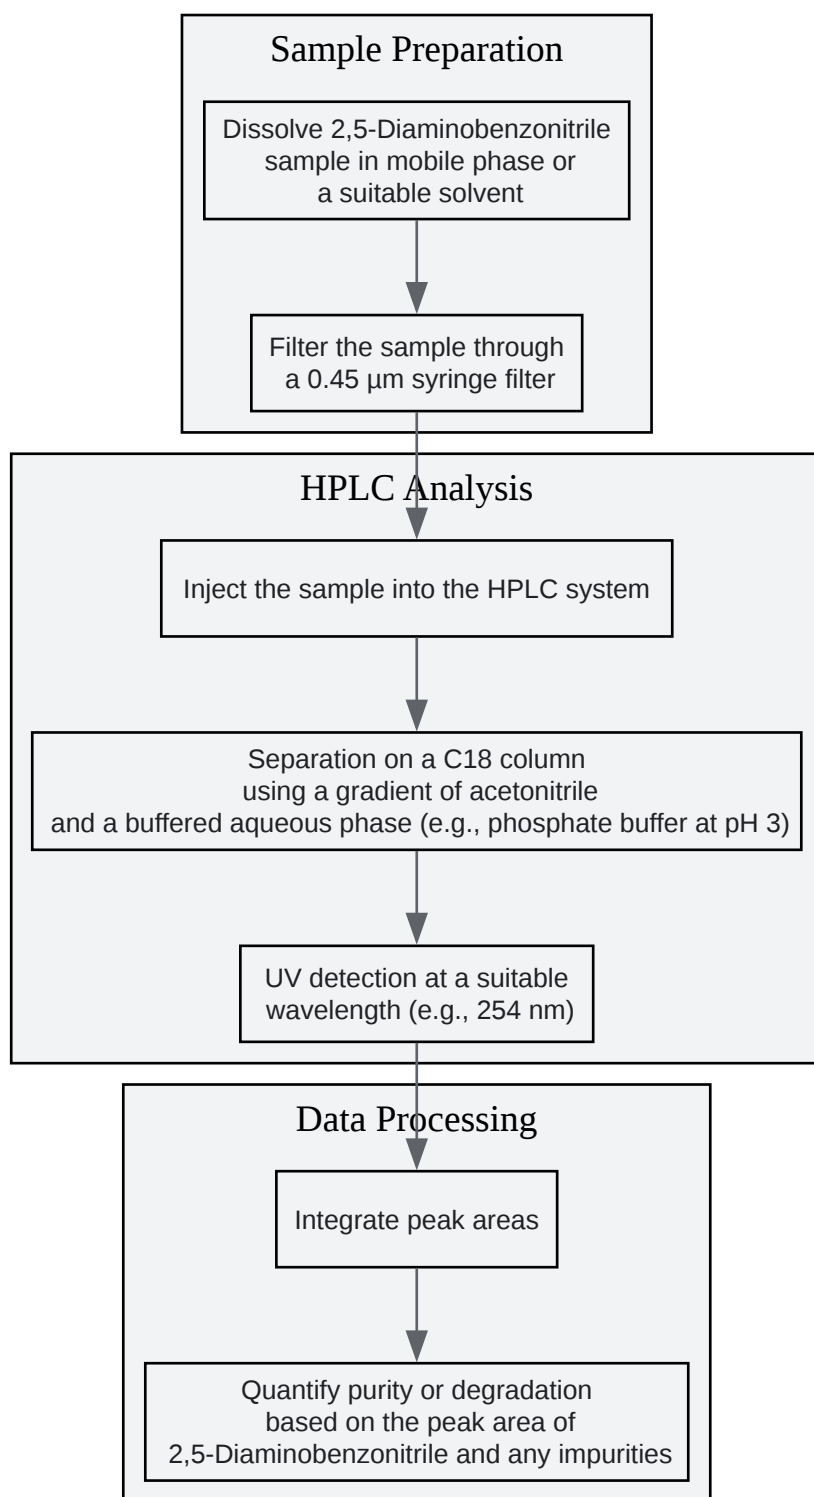 Sample Preparation
Dissolve 2,5-Diaminobenzonitrile
sample in mobile phase or
a suitable solvent
Filter the sample through
a 0.45 µm syringe filter
HPLC Analysis
Inject the sample into the HPLC system
Separation on a C18 column
using a gradient of acetonitrile
and a buffered aqueous phase (e.g., phosphate buffer at pH 3)
UV detection at a suitable
wavelength (e.g., 254 nm)
Data Processing
Integrate peak areas
Quantify purity or degradation
based on the peak area of
2,5-Diaminobenzonitrile and any impurities